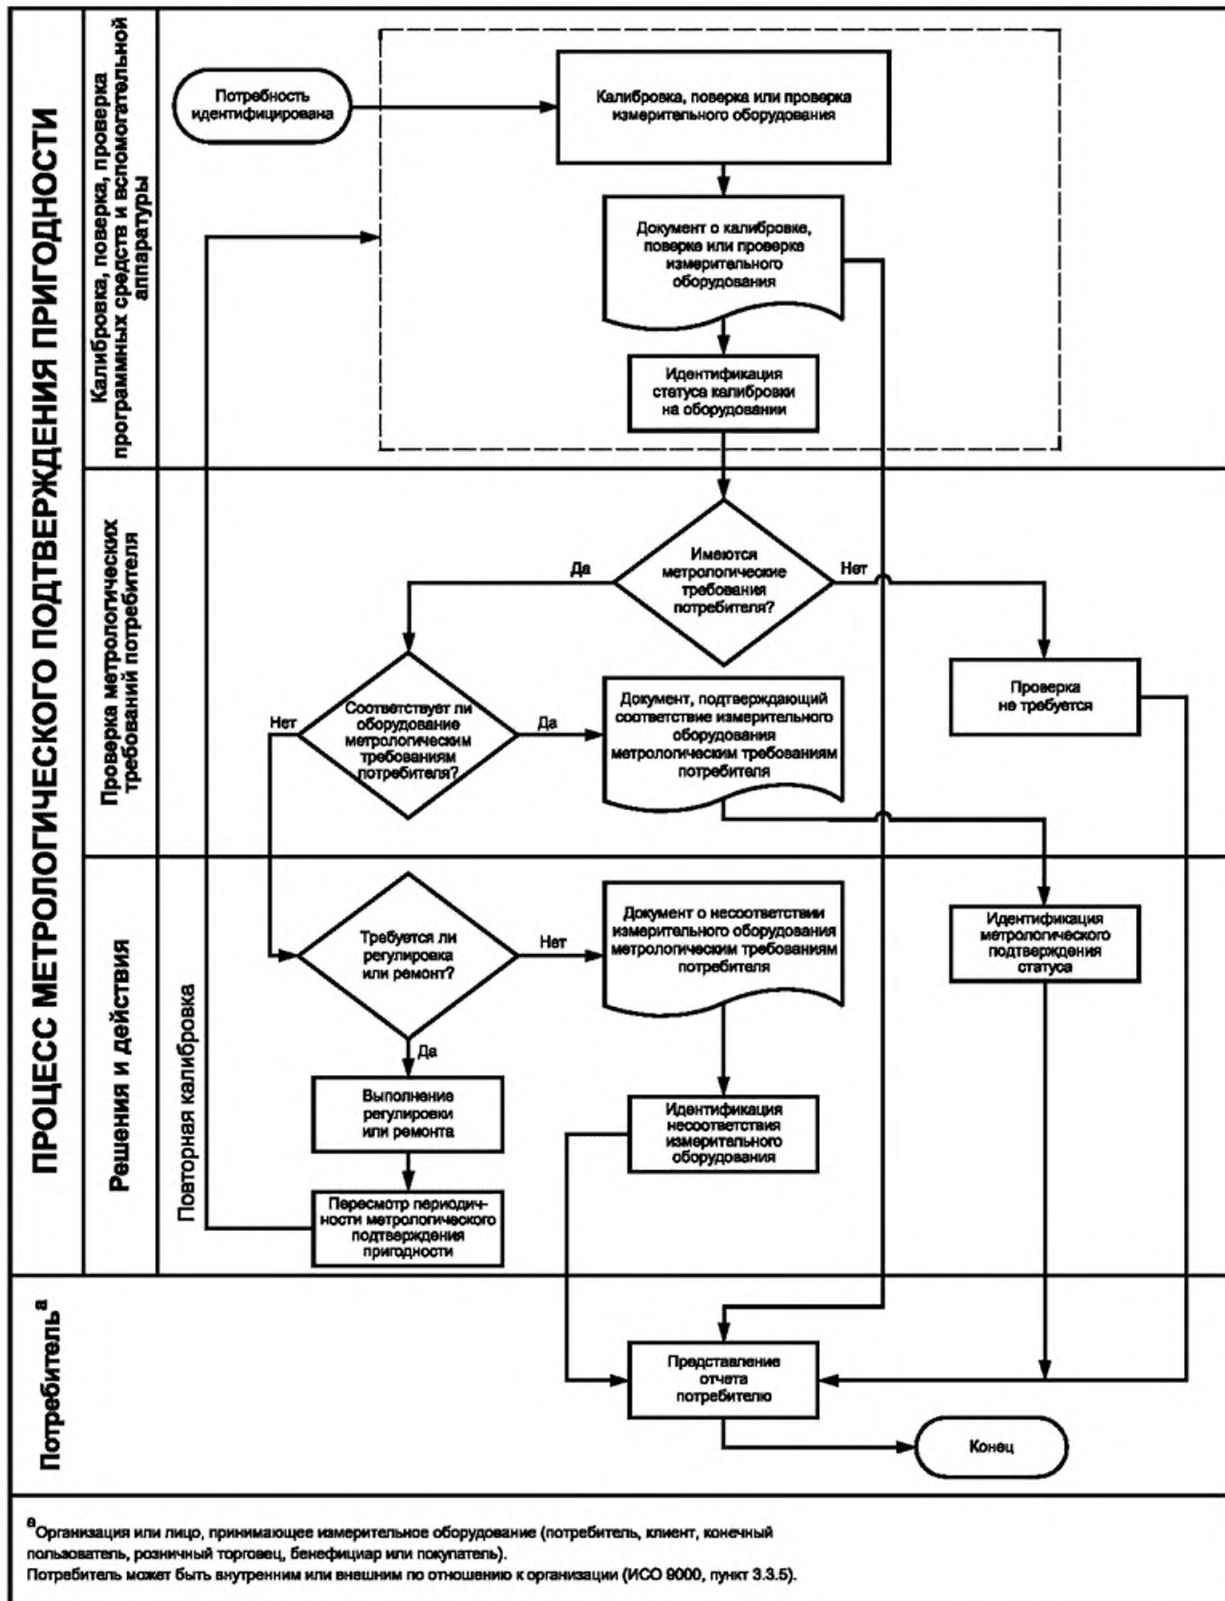 ПРОЦЕСС МЕТРОЛОГИЧЕСКОГО ПОДТВЕРЖДЕНИЯ ПРИГОДНОСТИ
Калибровка, поверка, проверка
программных средств и вспомогательной
аппаратуры
Потребность
идентифицирована
Калибровка, поверка или проверка
измерительного оборудования
Документ о калибровке,
поверке или проверка
измерительного
оборудования
Идентификация
статуса калибровки
на оборудовании
Проверка метрологических
требований потребителя
Имеются
метрологические
требования
потребителя?
Да
Нет
Соответствует ли
оборудование
метрологическим
требованиям
потребителя?
Нет
Да
Документ, подтверждающий
соответствие измерительного
оборудования
метрологическим требованиям
потребителя
Проверка
не требуется
Решения и действия
Повторная калибровка
Требуется ли
регулировка
или ремонт?
Нет
Да
Документ о несоответствии
измерительного оборудования
метрологическим требованиям
потребителя
Идентификация
метрологического
подтверждения
статуса
Выполнение
регулировки
или ремонта
Идентификация
несоответствия
измерительного
оборудования
Пересмотр периодич-
ности метрологического
подтверждения
пригодности
Потребитель a
Представление
отчета
потребителю
Конец
a Организация или лицо, принимающее измерительное оборудование (потребитель, клиент, конечный
пользователь, розничный торговец, бенефициар или покупатель).
Потребитель может быть внутренним или внешним по отношению к организации (ИСО 9000, пункт 3.3.5).